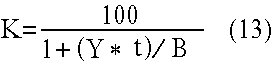 K=100/(1+(Y* t)/ B) (13)